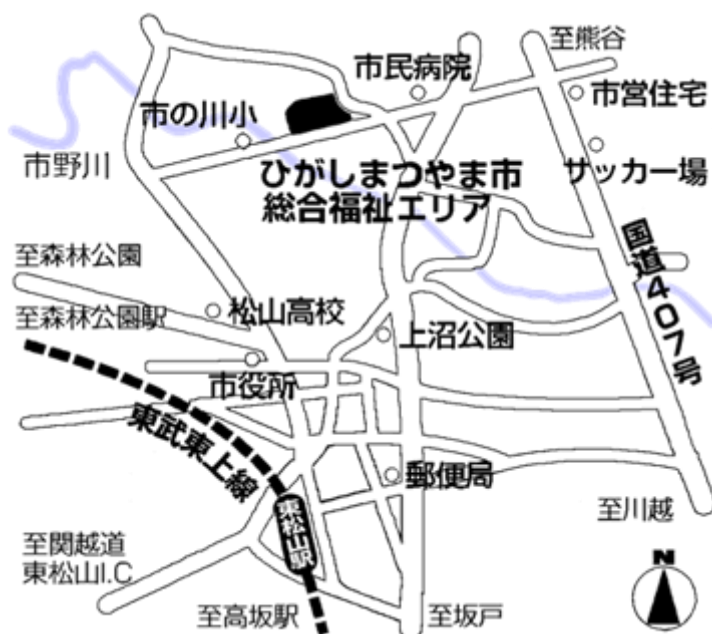 至熊谷
市民病院
市営住宅
市の川小
サッカー場
市野川
ひがしまつやま市
総合福祉エリア
国道407号
至森林公園
松山高校
至森林公園駅
上沼公園
市役所
東武東上線
郵便局
至川越
東松山駅
至関越道
東松山I.C
N
至高坂駅
至坂戸